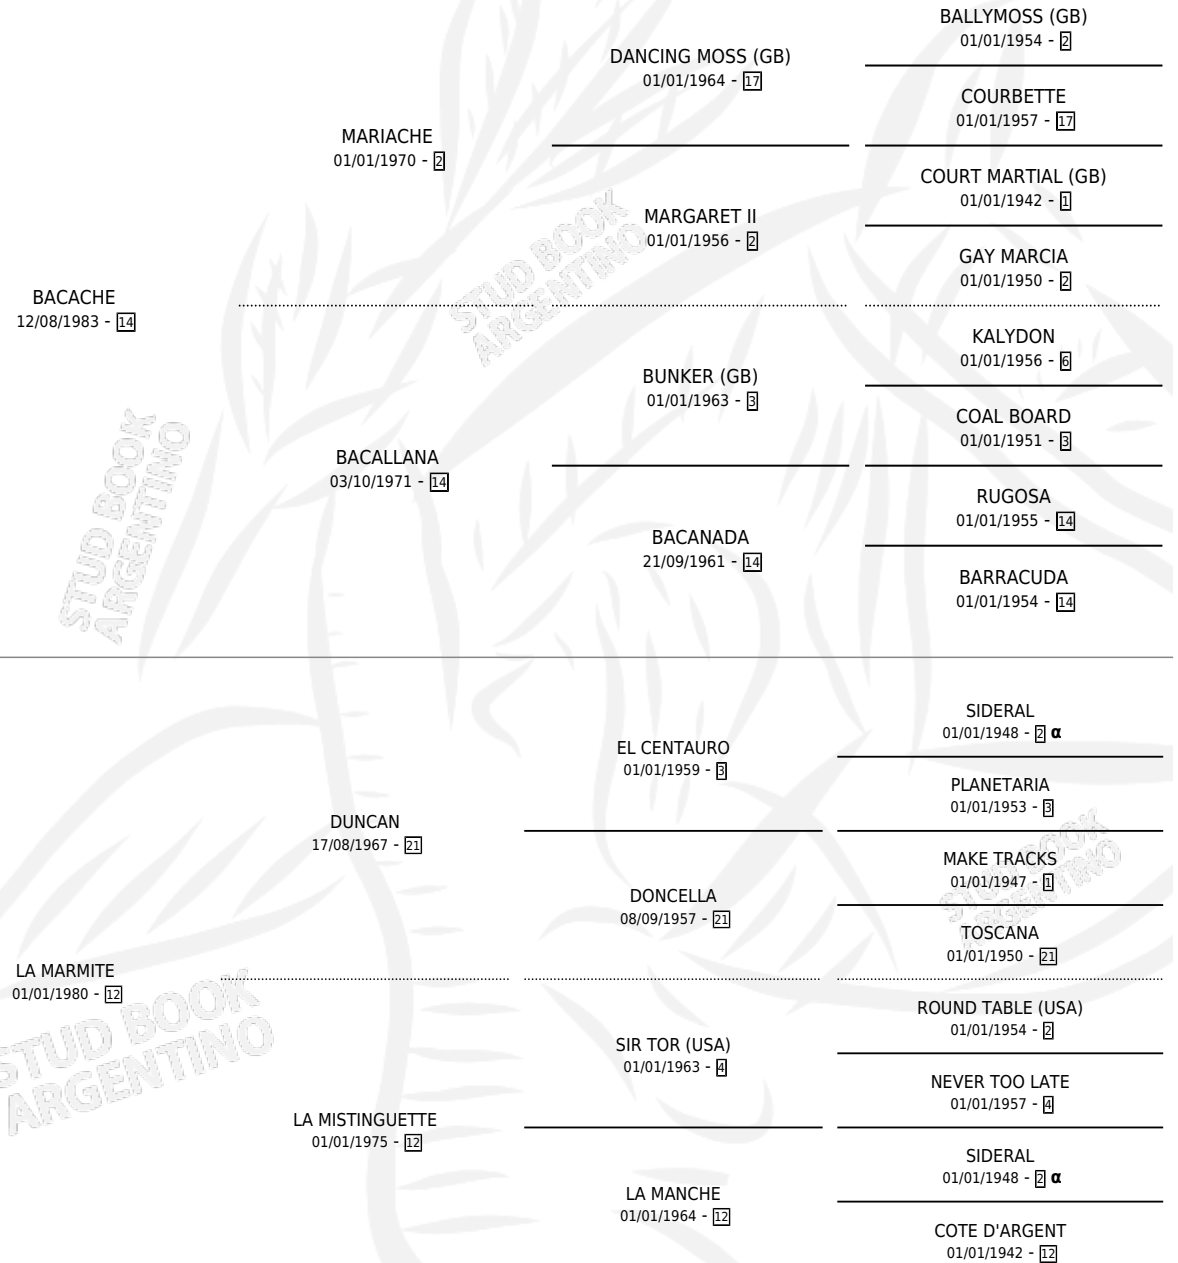 BALLYMOSS (GB)
01/01/1954 - 2
DANCING MOSS (GB)
01/01/1964 - 17
COURBETTE
01/01/1957 - 17
MARIACHE
01/01/1970 - 2
COURT MARTIAL (GB)
01/01/1942 - 1
MARGARET II
01/01/1956 - 2
GAY MARCIA
01/01/1950 - 2
BACACHE
12/08/1983 - 14
KALYDON
01/01/1956 - 6
BUNKER (GB)
01/01/1963 - 3
COAL BOARD
01/01/1951 - 3
BACALLANA
03/10/1971 - 14
RUGOSA
01/01/1955 - 14
BACANADA
21/09/1961 - 14
BARRACUDA
01/01/1954 - 14
SIDERAL
01/01/1948 - 2 α
EL CENTAURO
01/01/1959 - 3
PLANETARIA
01/01/1953 - 3
DUNCAN
17/08/1967 - 21
MAKE TRACKS
01/01/1947 - 1
DONCELLA
08/09/1957 - 21
TOSCANA
01/01/1950 - 21
LA MARMITE
01/01/1980 - 12
ROUND TABLE (USA)
01/01/1954 - 2
SIR TOR (USA)
01/01/1963 - 4
NEVER TOO LATE
01/01/1957 - 4
LA MISTINGUETTE
01/01/1975 - 12
SIDERAL
01/01/1948 - 2 α
LA MANCHE
01/01/1964 - 12
COTE D'ARGENT
01/01/1942 - 12
STUD BOOK
ARGENTINO
STUD BOOK
ARGENTINO
STUD BOOK
ARGENTINO
STUD BOOK
ARGENTINO